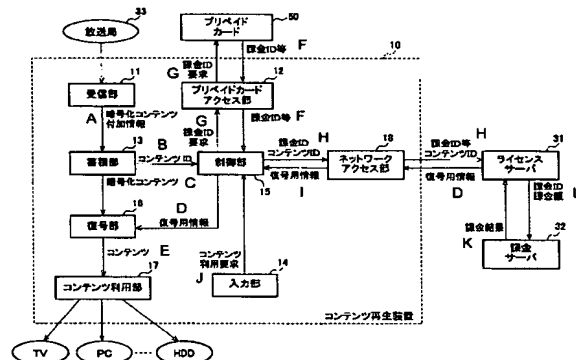 33
放送局
50
プリペイド
カード
10
課金ID
要求
G
課金ID等
F
11
受信部
12
プリペイドカード
アクセス部
A
暗号化コンテンツ
付加情報
G
課金ID
要求
課金ID等
F
13
蓄積部
B
コンテンツID
C
制御部
15
課金ID
コンテンツID
H
18
ネットワーク
アクセス部
復号用情報
I
課金ID等
コンテンツID
H
31
ライセンス
サーバ
復号用情報
D
暗号化コンテンツ
16
復号部
D
復号用情報
コンテンツ
E
課金ID
課金額
課金結果
K
32
課金
サーバ
17
コンテンツ利用部
コンテンツ
利用要求
J
14
入力部
コンテンツ再生装置
TV
PC
HDD